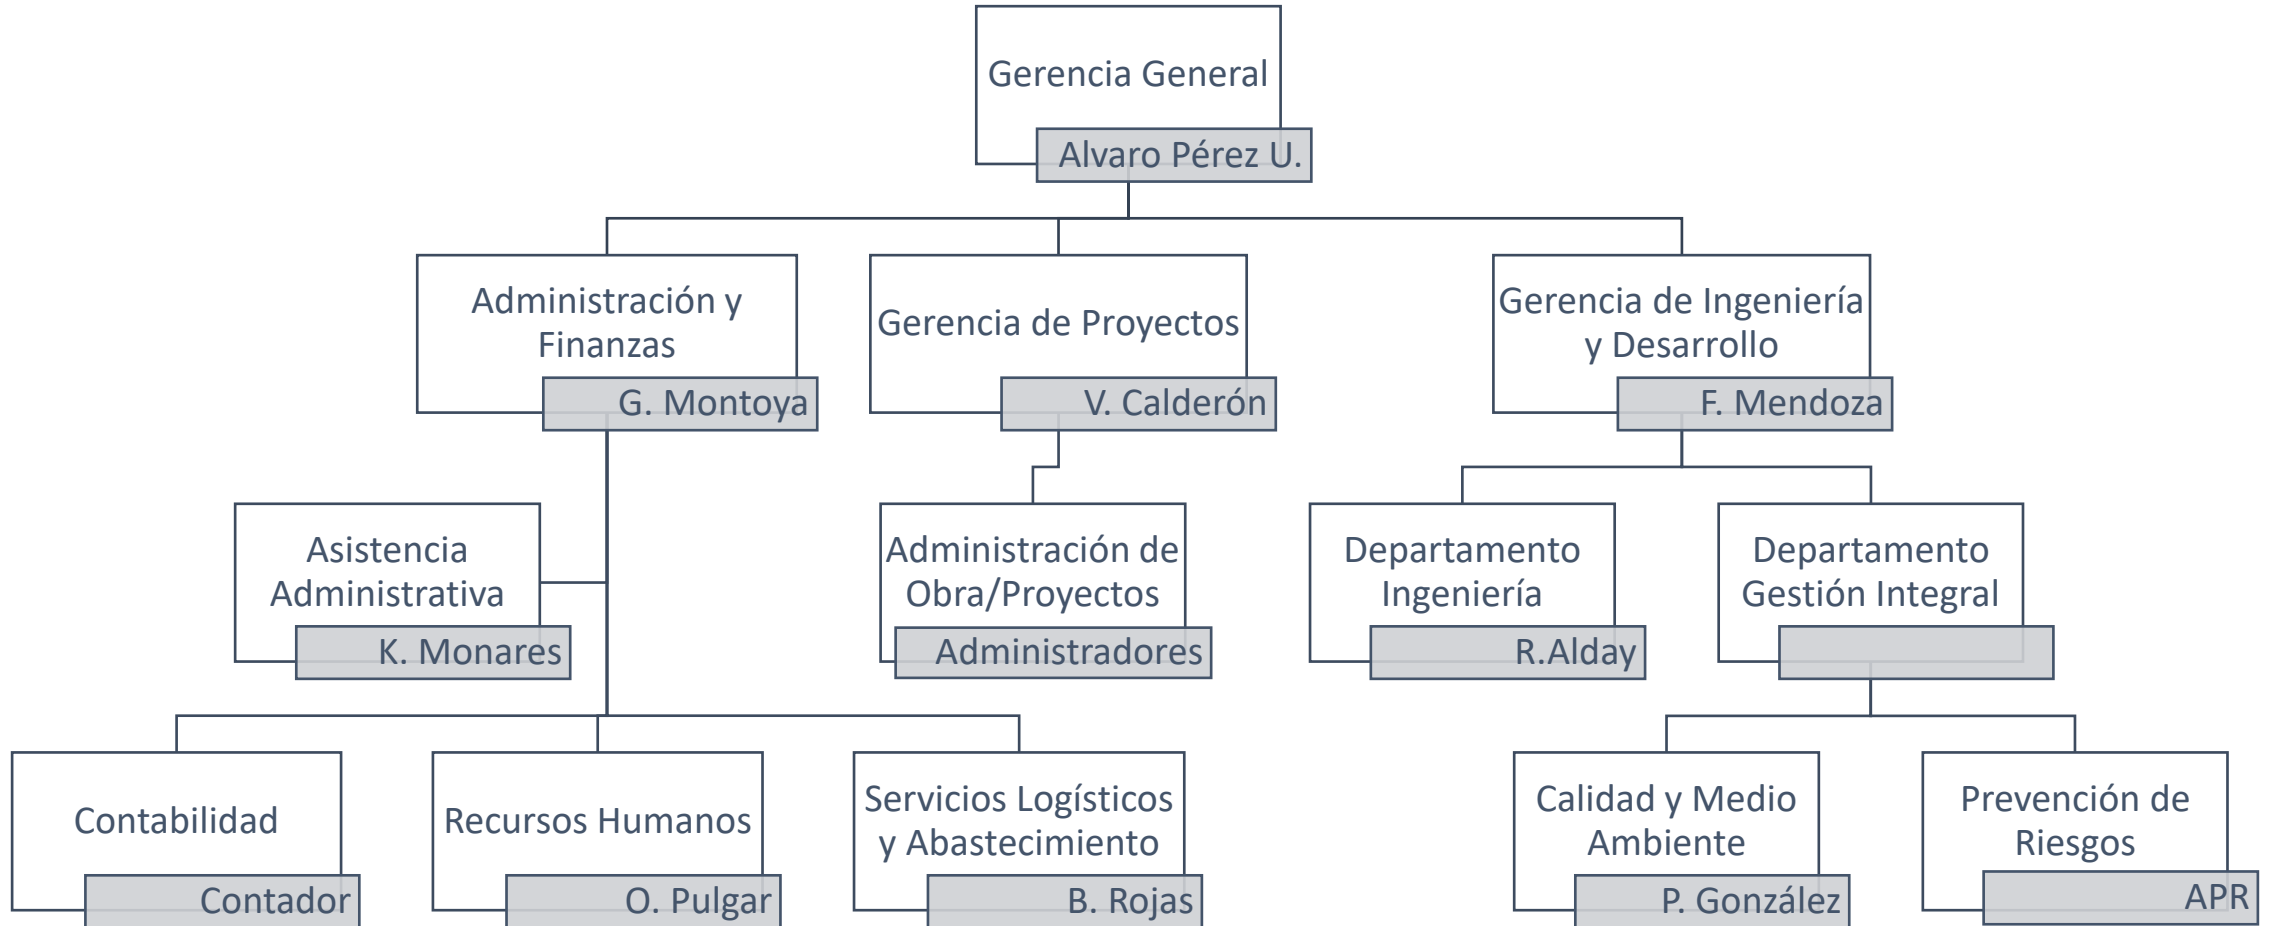 Gerencia General
Alvaro Pérez U.
Administración y
Finanzas
G. Montoya
Gerencia de Proyectos
V. Calderón
Gerencia de Ingeniería
y Desarrollo
F. Mendoza
Asistencia
Administrativa
K. Monares
Administración de
Obra/Proyectos
Administradores
Departamento
Ingeniería
R.Alday
Departamento
Gestión Integral
Contabilidad
Contador
Recursos Humanos
O. Pulgar
Servicios Logísticos
y Abastecimiento
B. Rojas
Calidad y Medio
Ambiente
P. González
Prevención de
Riesgos
APR